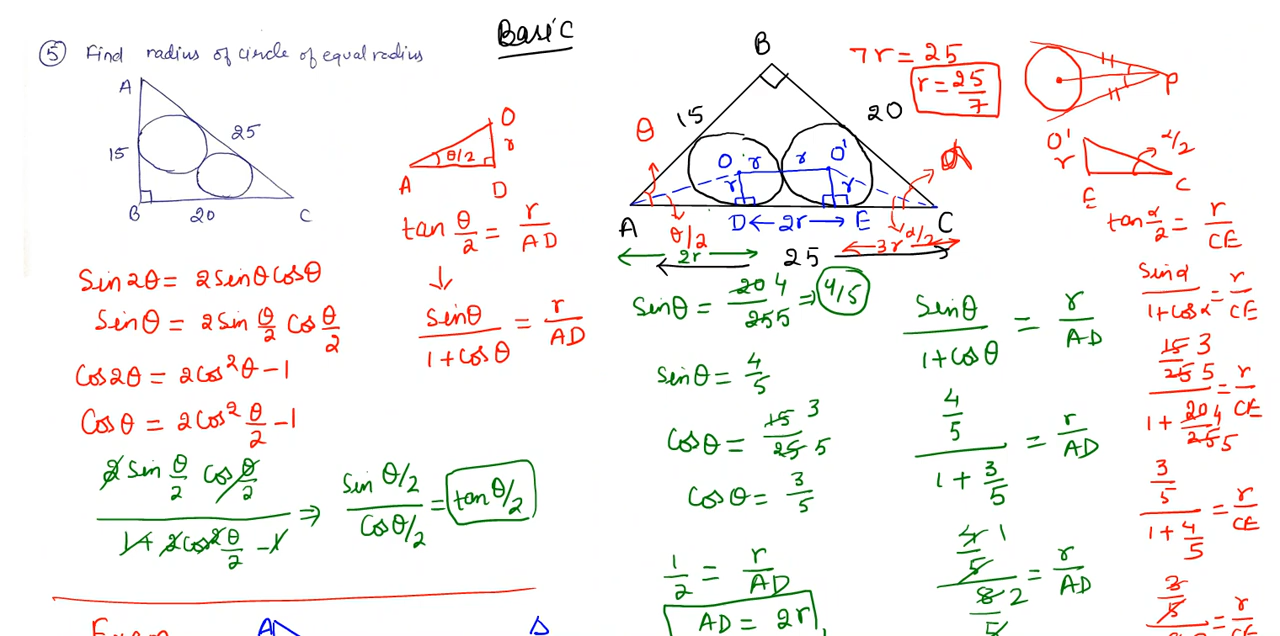 Basic
⑤ Find radius of circle of equal radius
A
15
25
B
20
C
O
θ/2
r
A
D
tan θ/2 = r/AD
↓
sinθ/(1+cosθ) = r/AD
Sin2θ = 2sinθcosθ
Sinθ = 2Sin θ/2 Cos θ/2
Cos2θ = 2cos²θ-1
Cosθ = 2Cos² θ/2 -1
2Sin θ/2 Cos θ/2 / (1+2cos² θ/2 -1) ⇒ Sin θ/2 / Cos θ/2 = tan θ/2
B
θ
15
20
α
O r r O'
r r
A
D ←2r→ E
C
θ/2
α/2
2r
25
3r
7r = 25
r = 25/7
P
O'
r
α/2
E
C
sinθ = 20 4/25 5 ⇒ 4/5
Sinθ = 4/5
Cosθ = 15 3/25 5
Cosθ = 3/5
1/2 = r/AD
AD = 2r
Sinθ/(1+cosθ) = r/AD
4/5 / (1+3/5) = r/AD
4 1/5 / 8 2/5 = r/AD
tan α/2 = r/CE
Sinα/(1+cosα) = r/CE
15 3/25 5 / (1+20 4/25 5) = r/CE
3/5 / (1+4/5) = r/CE
3/5 = r/CE